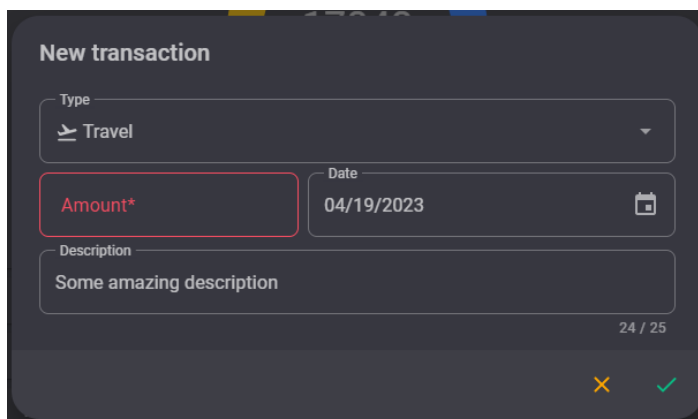 New transaction
Type
Travel
Amount*
Date
04/19/2023
Description
Some amazing description
24 / 25